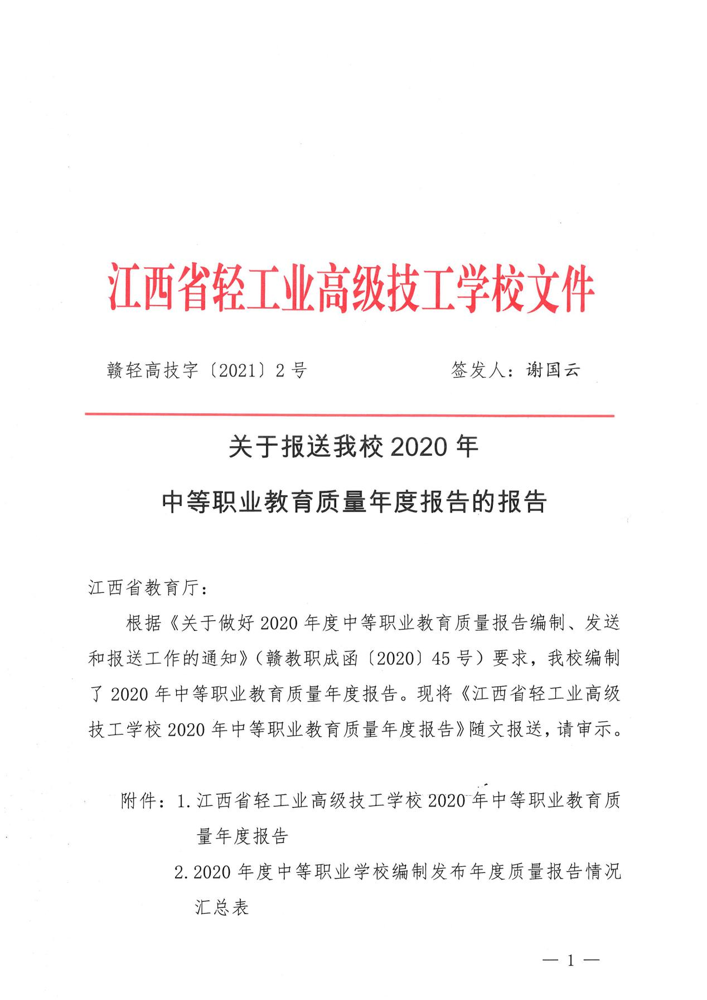 江西省轻工业高级技工学校文件
赣轻高技字〔2021〕2号 签发人：谢国云
关于报送我校2020年
中等职业教育质量年度报告的报告
江西省教育厅：
根据《关于做好2020年度中等职业教育质量报告编制、发送
和报送工作的通知》（赣教职成函〔2020〕45号）要求，我校编制
了2020年中等职业教育质量年度报告。现将《江西省轻工业高级
技工学校2020年中等职业教育质量年度报告》随文报送，请审示。
附件：1.江西省轻工业高级技工学校2020年中等职业教育质
量年度报告
2.2020年度中等职业学校编制发布年度质量报告情况
汇总表
— 1 —